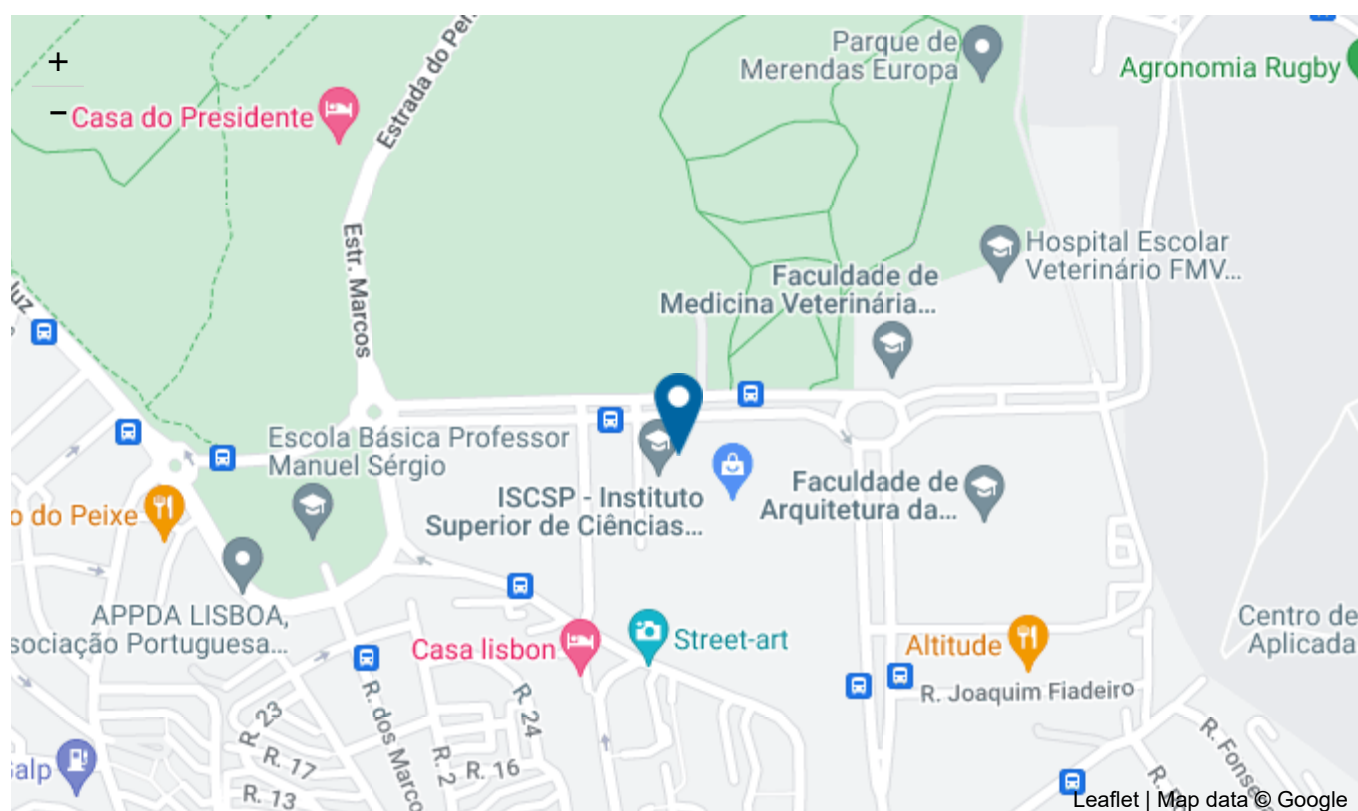 +
−
Casa do Presidente
Parque de
Merendas Europa
Agronomia Rugby
Estr. Marcos
Hospital Escolar
Veterinário FMV...
Faculdade de
Medicina Veterinária...
Escola Básica Professor
Manuel Sérgio
ISCSP - Instituto
Superior de Ciências...
Faculdade de
Arquitetura da...
o do Peixe
APPDA LISBOA,
sociação Portuguesa...
Casa lisbon
Street-art
Altitude
Centro de
Aplicada
R. Joaquim Fiadeiro
R. 23
R. 17
R. 13
R. dos Marco
R. 2
R. 24
R. 16
Estrada do Pen
R. Fonse
Leaflet | Map data © Google